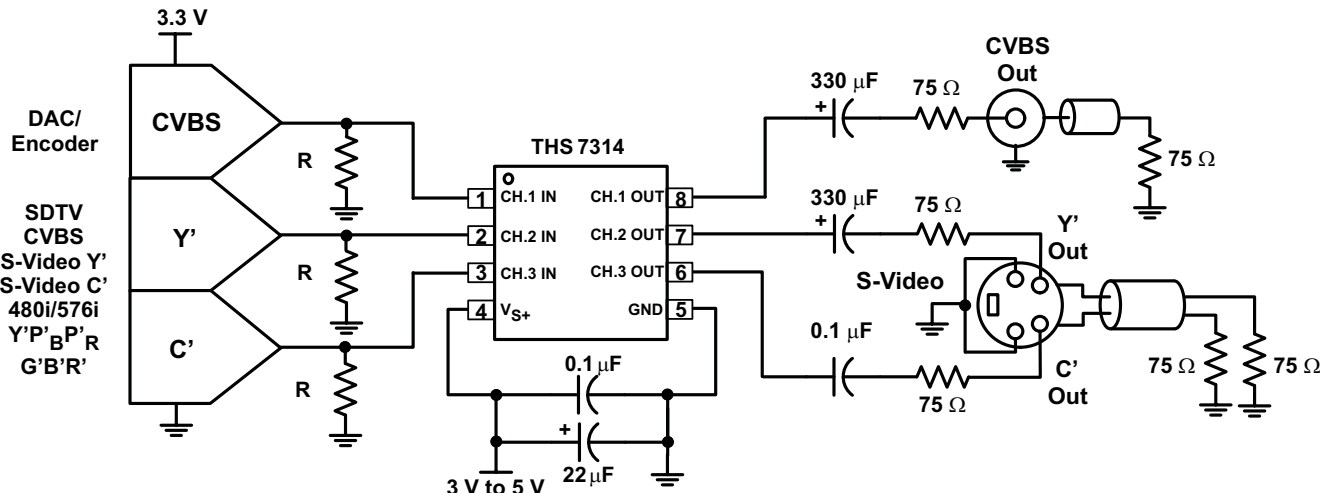 3.3 V
DAC/
Encoder
SDTV
CVBS
S-Video Y'
S-Video C'
480i/576i
Y'P'BP'R
G'B'R'
CVBS
Y'
C'
R
R
R
THS 7314
1 CH.1 IN
2 CH.2 IN
3 CH.3 IN
4 VS+
CH.1 OUT 8
CH.2 OUT 7
CH.3 OUT 6
GND 5
0.1 μF
+
22 μF
3 V to 5 V
330 μF
+
75 Ω
CVBS
Out
75 Ω
330 μF
+
75 Ω
Y'
Out
S-Video
0.1 μF
75 Ω
C'
Out
75 Ω
75 Ω